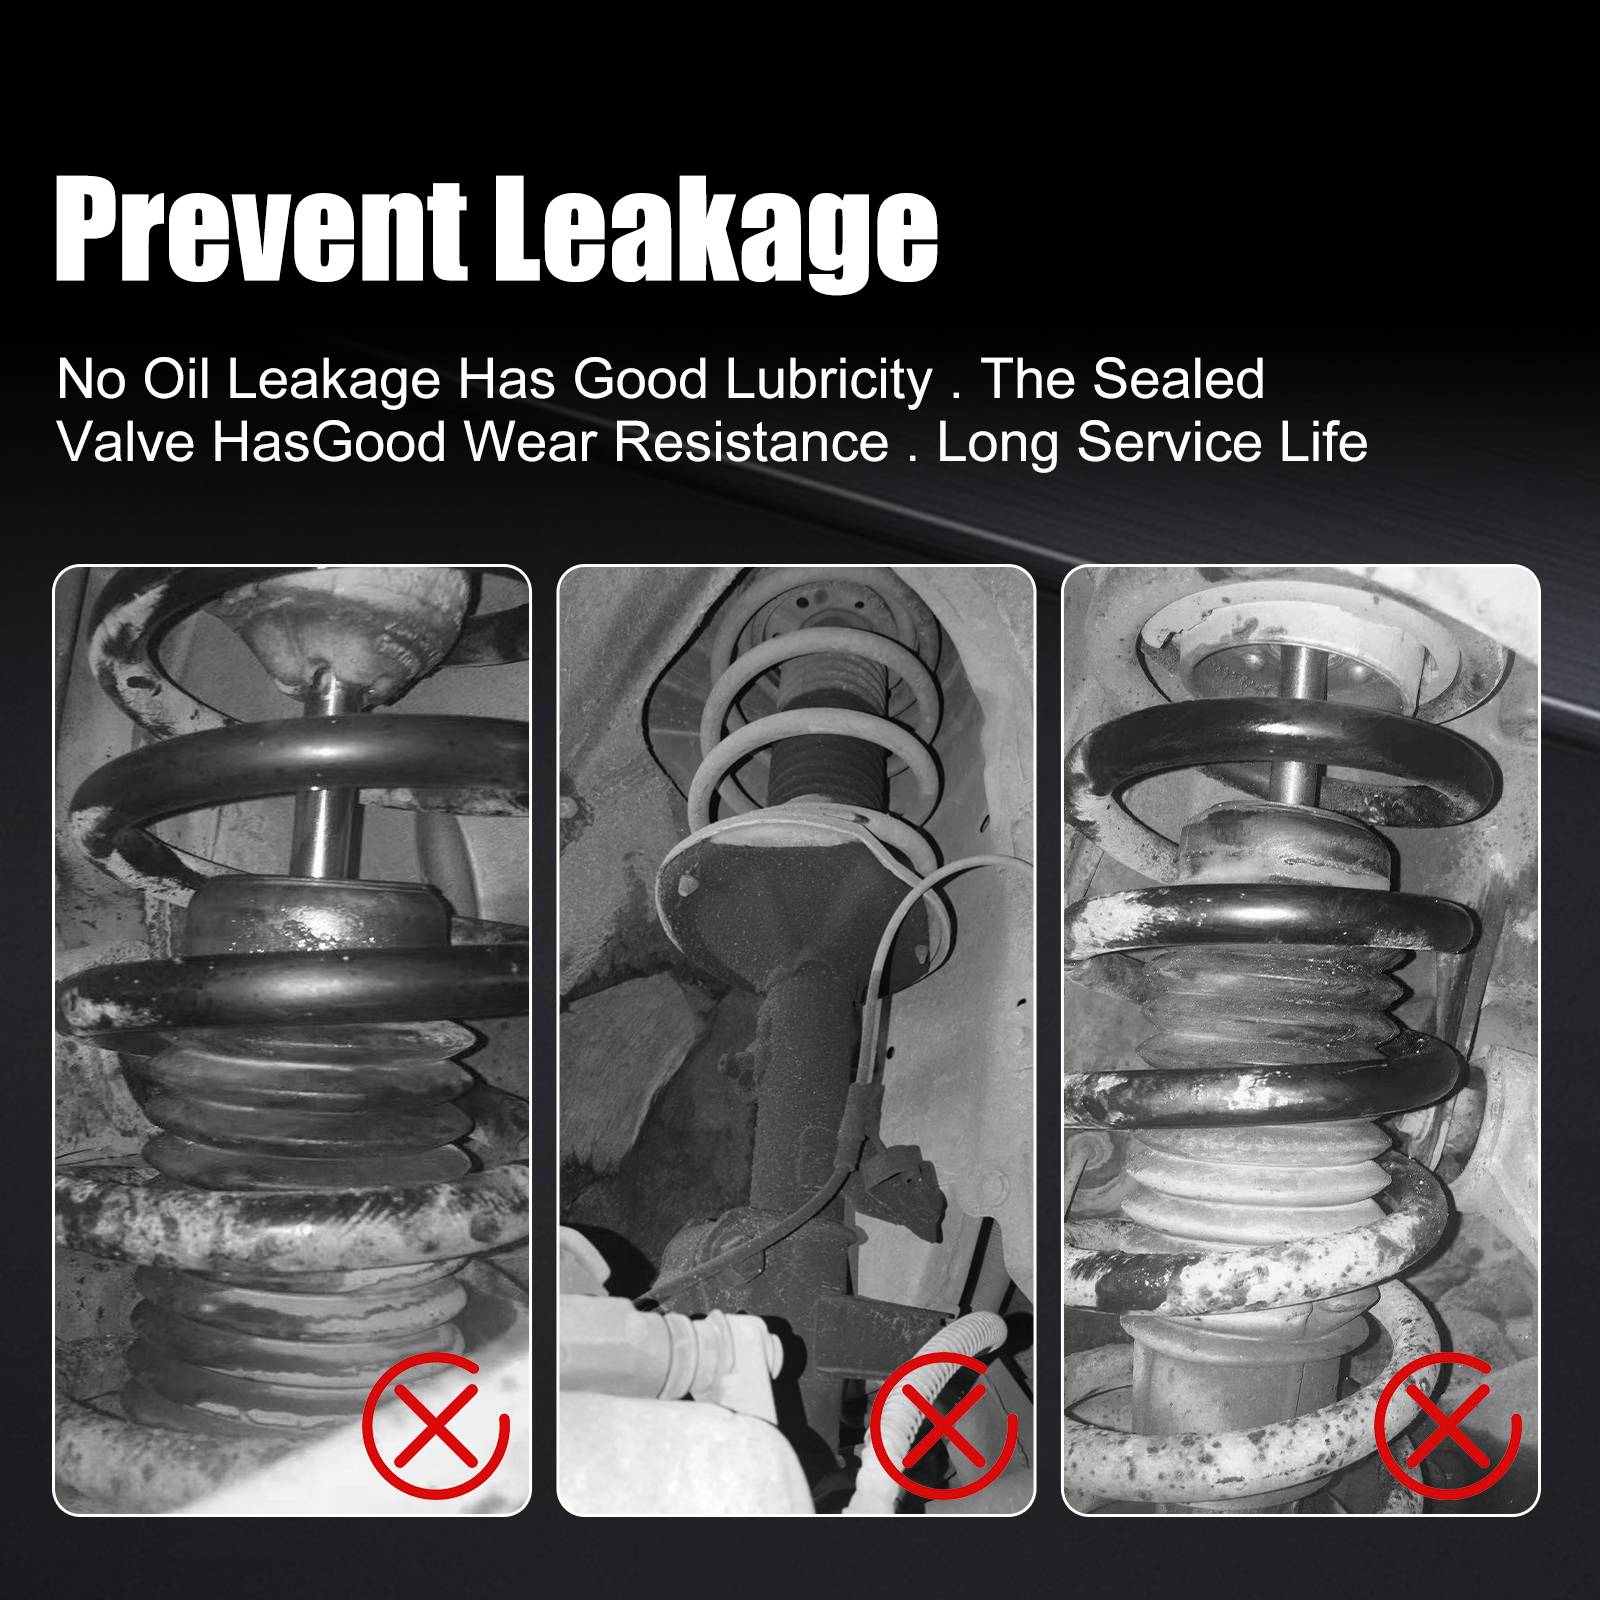 Prevent Leakage
No Oil Leakage Has Good Lubricity . The Sealed
Valve HasGood Wear Resistance . Long Service Life